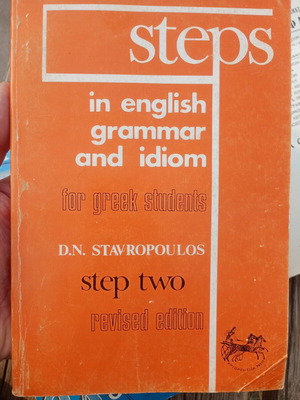 steps
in english
grammar
and idiom
for greek students
D.N. STAVROPOULOS
step two
revised edition